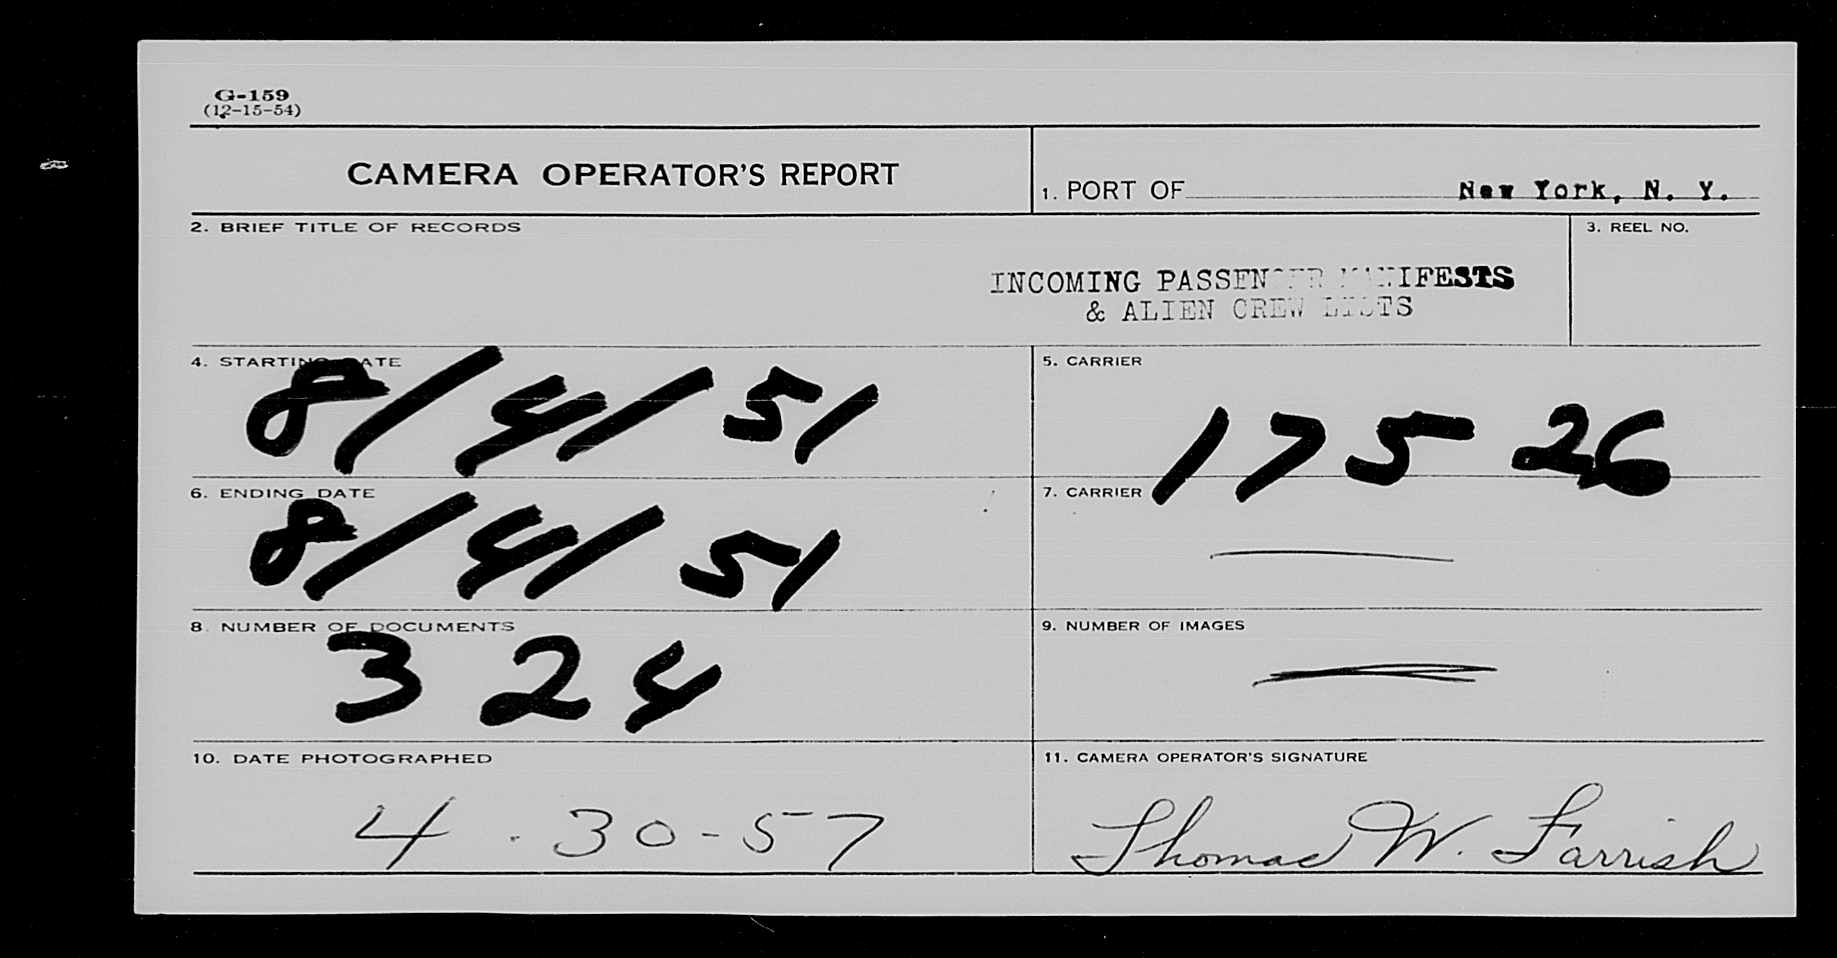 G-159
(12-15-54)
CAMERA OPERATOR'S REPORT
1. PORT OF New York, N. Y.
2. BRIEF TITLE OF RECORDS
3. REEL NO.
INCOMING PASSENGER MANIFESTS
& ALIEN CREW LISTS
4. STARTING DATE
8/4/51
5. CARRIER
175 26
6. ENDING DATE
8/4/51
7. CARRIER
8. NUMBER OF DOCUMENTS
324
9. NUMBER OF IMAGES
10. DATE PHOTOGRAPHED
4-30-57
11. CAMERA OPERATOR'S SIGNATURE
Thomas W. Farrish